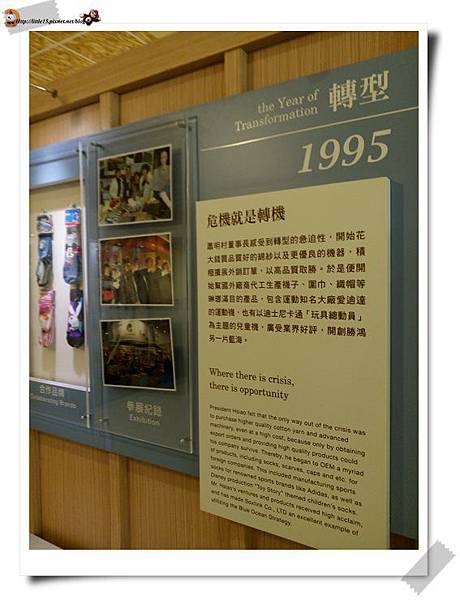 http://little15.pixnet.net/blog
the Year of
Transformation
轉型
1995
危機就是轉機
蕭明村董事長感受到轉型的急迫性，開始花
大錢買品質好的綿紗以及更優良的機器，積
極擴展外銷訂單，以高品質取勝。於是便開
始幫國外廠商代工生產襪子、圍巾、織帽等
琳瑯滿目的產品，包含運動知名大廠愛迪達
的運動襪，也有以迪士尼卡通「玩具總動員」
為主題的兒童襪，廣受業界好評，開創勝鴻
另一片藍海。
Where there is crisis,
there is opportunity
President Hsiao felt that the only way out of the crisis was
to purchase higher quality cotton yarn and advanced
machinery, even at a high cost, because only by obtaining
export orders and providing high quality products could
his company survive. Thereby, he began to OEM a myriad
of products, including socks, scarves, caps and etc. for
foreign companies. This included manufacturing sports
socks for renowned sports brands like Adidas, as well as
Disney production "Toy Story" themed children's socks.
Mr. Hsiao's ventures and products received high acclaim,
and has made Soxlink Co., LTD an excellent example of
utilizing the Blue Ocean Strategy.
合作品牌
Collaborating Brands
參展紀錄
Exhibition